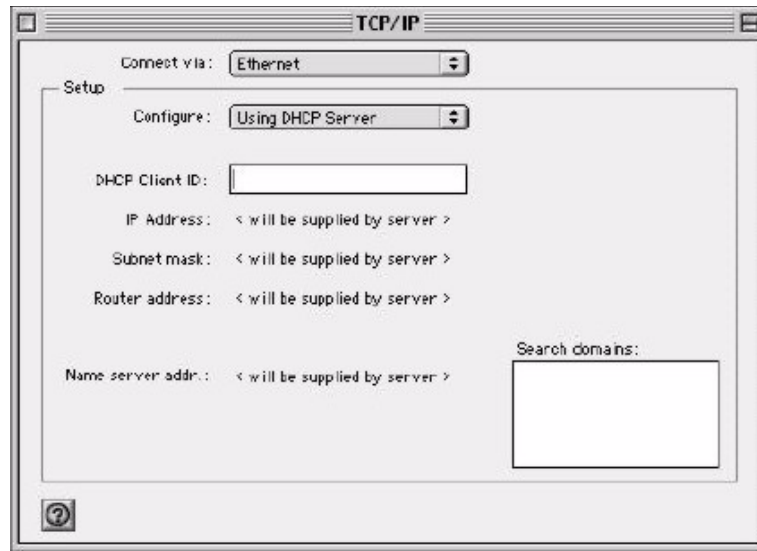 TCP/IP
Connect via: Ethernet
Setup
Configure: Using DHCP Server
DHCP Client ID:
IP Address: < will be supplied by server >
Subnet mask: < will be supplied by server >
Router address: < will be supplied by server >
Search domains:
Name server addr.: < will be supplied by server >
?